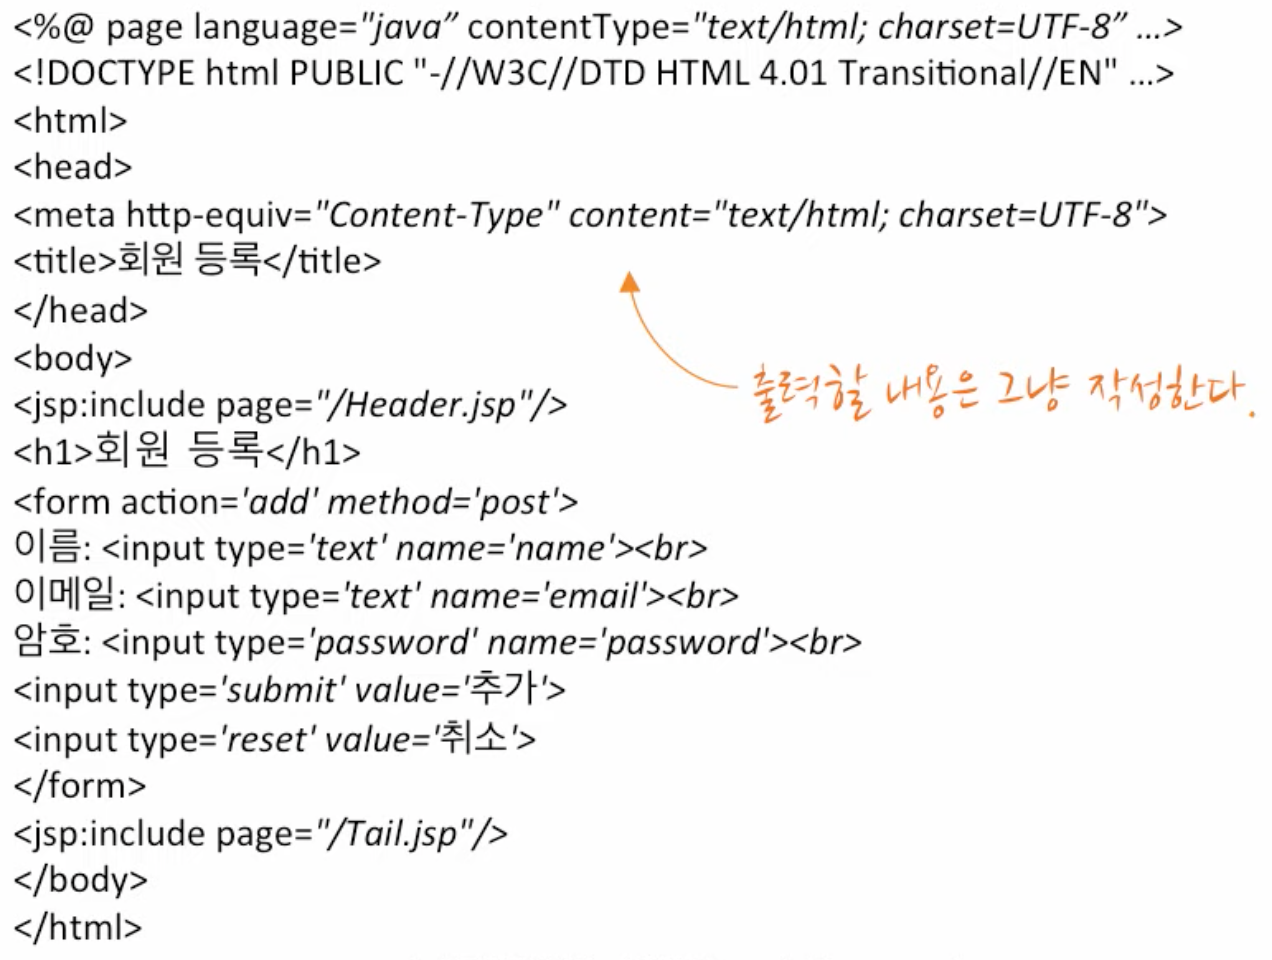 <%@ page language="java” contentType="text/html; charset=UTF-8” ...>
<!DOCTYPE html PUBLIC "-//W3C//DTD HTML 4.01 Transitional//EN" ...>
<html>
<head>
<meta http-equiv="Content-Type" content="text/html; charset=UTF-8">
<title>회원 등록</title>
</head>
<body>
<jsp:include page="/Header.jsp"/>
출력할 내용은 그냥 작성한다.
<h1>회원 등록</h1>
<form action='add' method='post'>
이름: <input type='text' name='name'><br>
이메일: <input type='text' name='email'><br>
암호: <input type='password' name='password'><br>
<input type='submit' value='추가'>
<input type='reset' value='취소'>
</form>
<jsp:include page="/Tail.jsp"/>
</body>
</html>